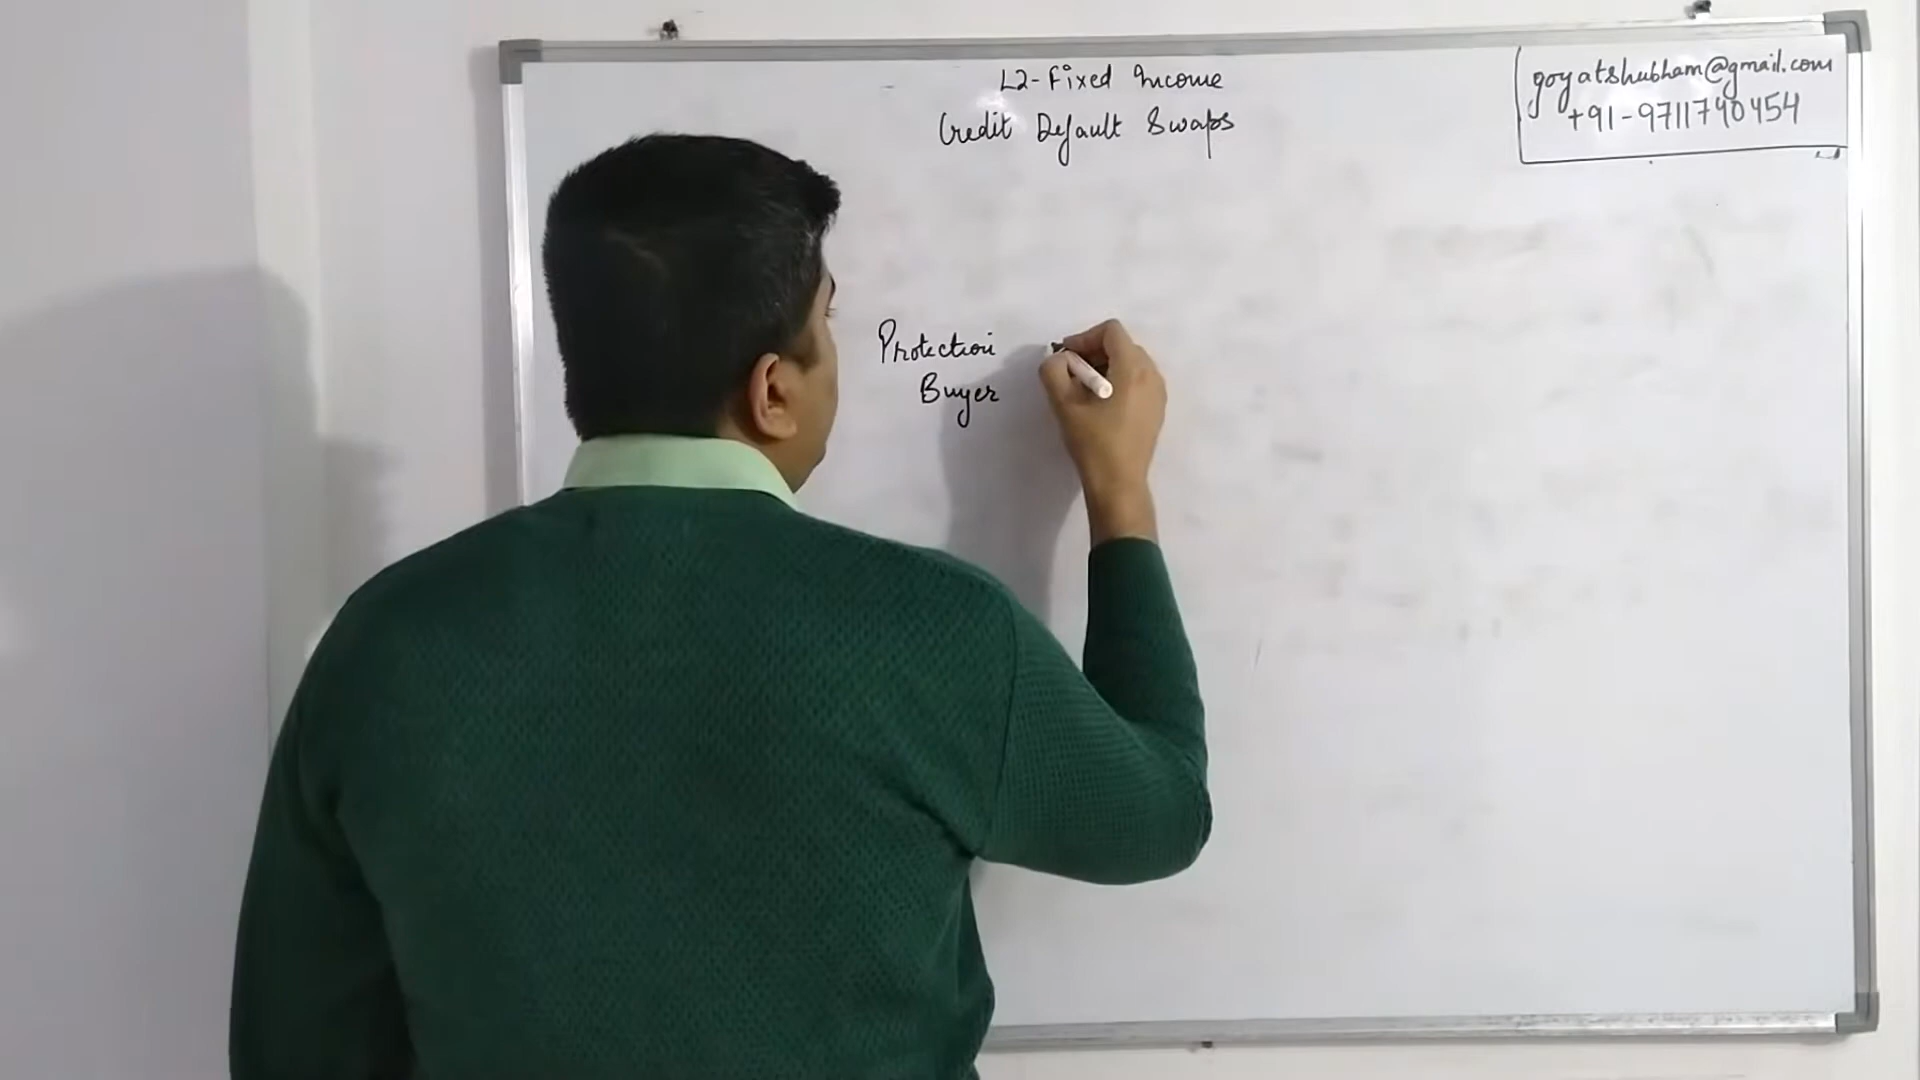 L2-Fixed Income
Credit Default Swaps
goyatshubham@gmail.com
+91-9711740454
Protection
Buyer